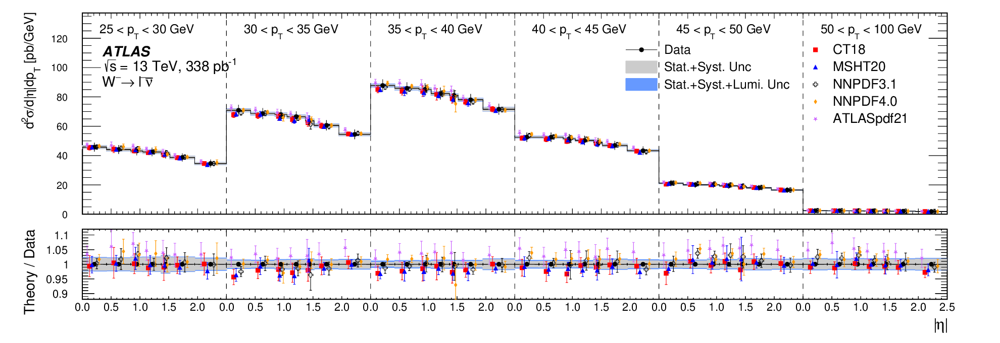 d²σ/d|η|dp_T [pb/GeV]
25 < p_T < 30 GeV
30 < p_T < 35 GeV
35 < p_T < 40 GeV
40 < p_T < 45 GeV
45 < p_T < 50 GeV
50 < p_T < 100 GeV
ATLAS
√s = 13 TeV, 338 pb⁻¹
W⁻→ l⁻ν̅
Data
Stat.+Syst. Unc
Stat.+Syst.+Lumi. Unc
CT18
MSHT20
NNPDF3.1
NNPDF4.0
ATLASpdf21
120
100
80
60
40
20
0
Theory / Data
1.1
1.05
1
0.95
0.9
0.0 0.5 1.0 1.5 2.0 0.0 0.5 1.0 1.5 2.0 0.0 0.5 1.0 1.5 2.0 0.0 0.5 1.0 1.5 2.0 0.0 0.5 1.0 1.5 2.0 0.0 0.5 1.0 1.5 2.0 2.5
|η|